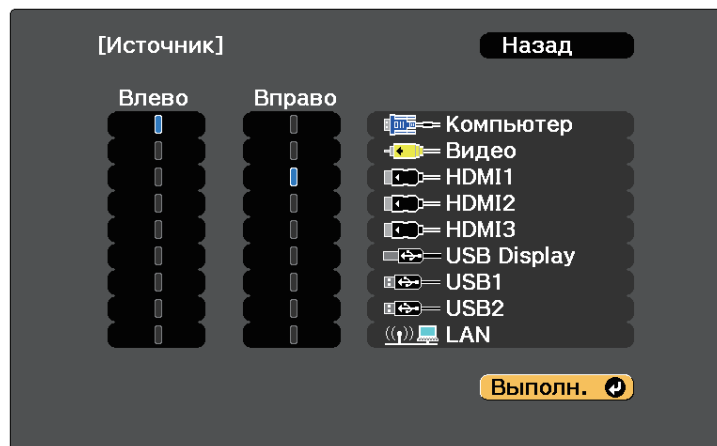 [Источник] Назад
Влево Вправо
Компьютер
Видео
HDMI1
HDMI2
HDMI3
USB Display
USB1
USB2
LAN
Выполн.